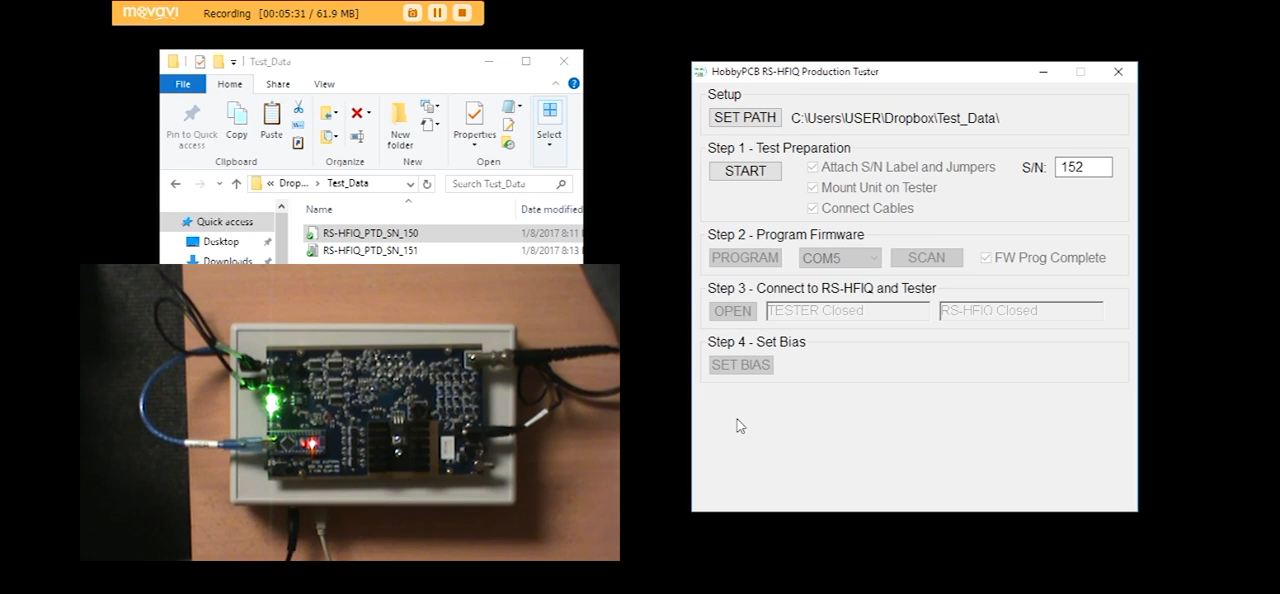 movavi Recording [00:05:31 / 61.9 MB]
Test_Data
File Home Share View
Pin to Quick access
Copy
Paste
New folder
Properties
Select
Clipboard Organize New Open
« Drop... › Test_Data
Search Test_Data
Name Date modified
Quick access
Desktop
Downloads
RS-HFIQ_PTD_SN_150 1/8/2017 8:11
RS-HFIQ_PTD_SN_151 1/8/2017 8:13
HobbyPCB RS-HFIQ Production Tester
Setup
SET PATH C:\Users\USER\Dropbox\Test_Data\
Step 1 - Test Preparation
START Attach S/N Label and Jumpers S/N: 152
Mount Unit on Tester
Connect Cables
Step 2 - Program Firmware
PROGRAM COM5 SCAN FW Prog Complete
Step 3 - Connect to RS-HFIQ and Tester
OPEN TESTER Closed RS-HFIQ Closed
Step 4 - Set Bias
SET BIAS